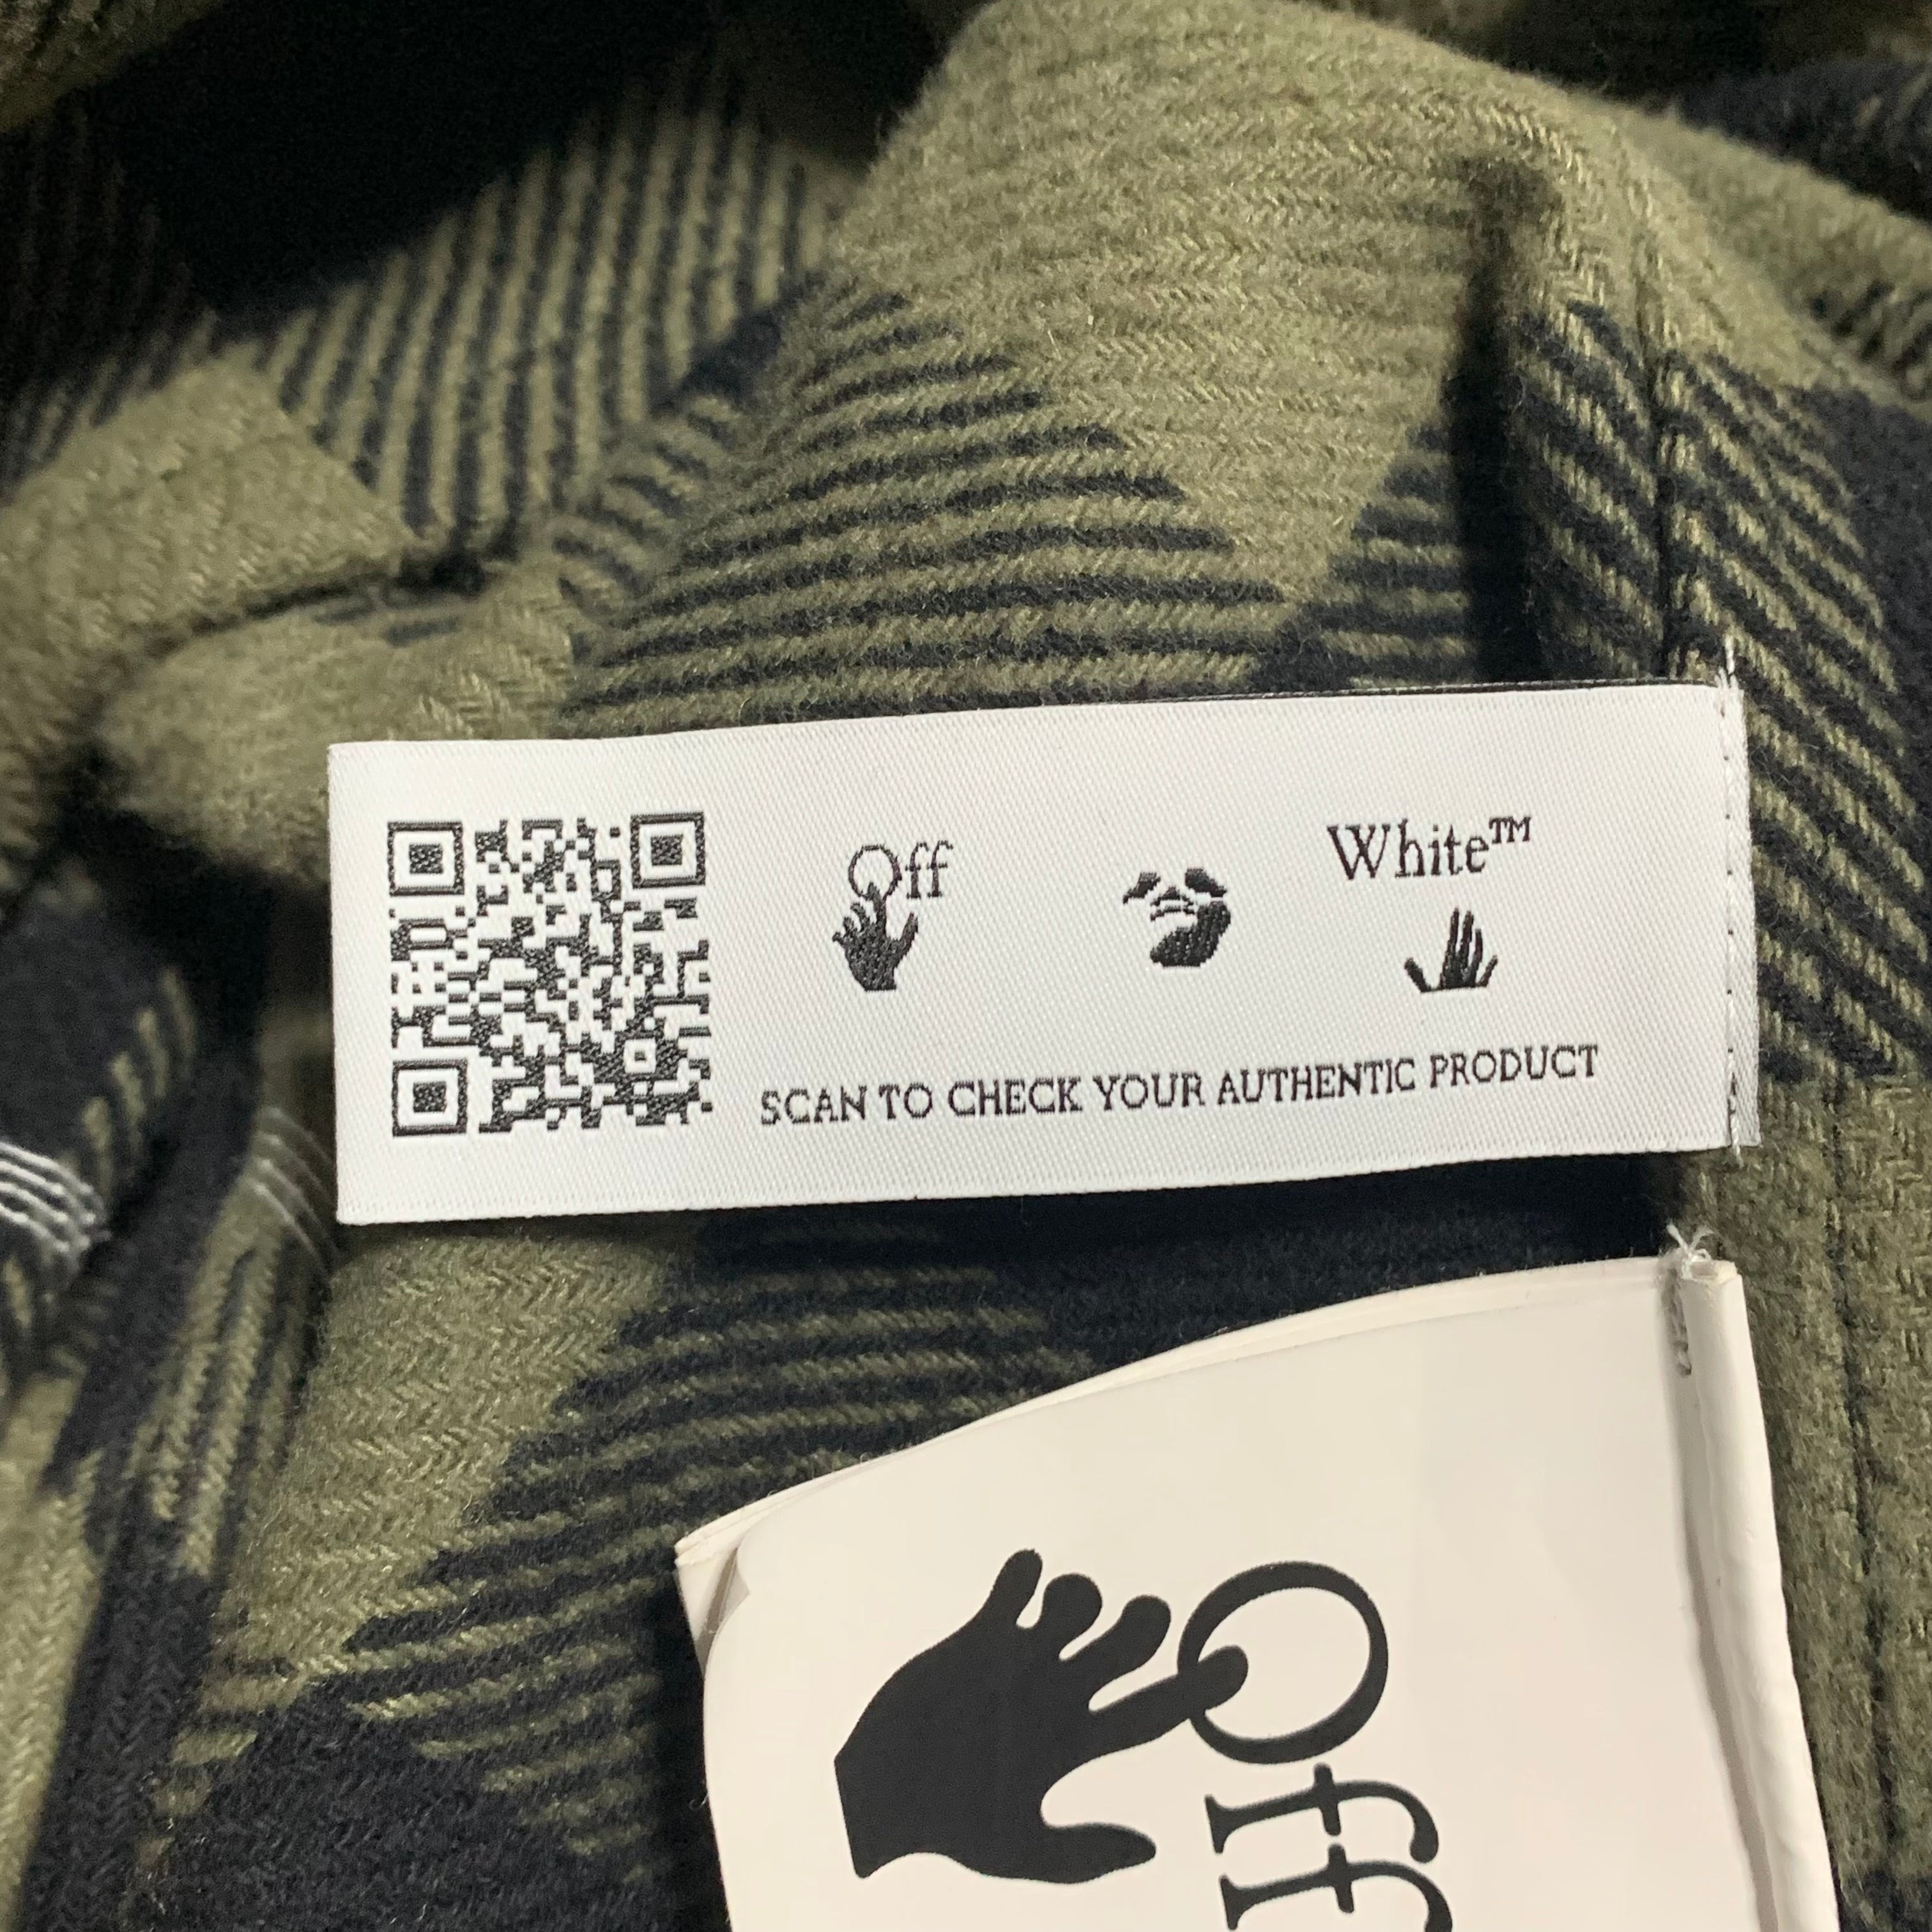 Off White™
SCAN TO CHECK YOUR AUTHENTIC PRODUCT
Off